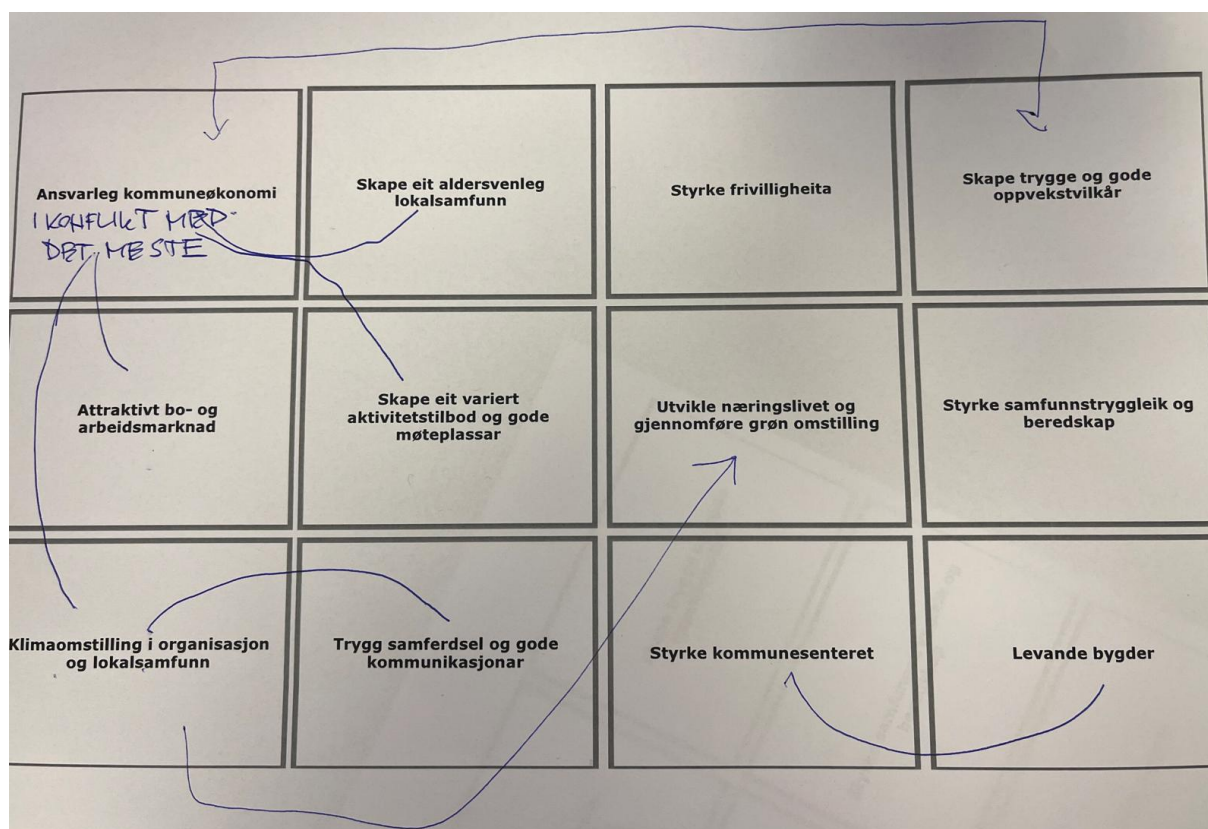 Ansvarleg kommuneøkonomi
I KONFLIKT MED
DET MESTE
Skape eit aldersvenleg
lokalsamfunn
Styrke frivilligheita
Skape trygge og gode
oppvekstvilkår
Attraktivt bo- og
arbeidsmarknad
Skape eit variert
aktivitetstilbod og gode
møteplassar
Utvikle næringslivet og
gjennomføre grøn omstilling
Styrke samfunnstryggleik og
beredskap
Klimaomstilling i organisasjon
og lokalsamfunn
Trygg samferdsel og gode
kommunikasjonar
Styrke kommunesenteret
Levande bygder